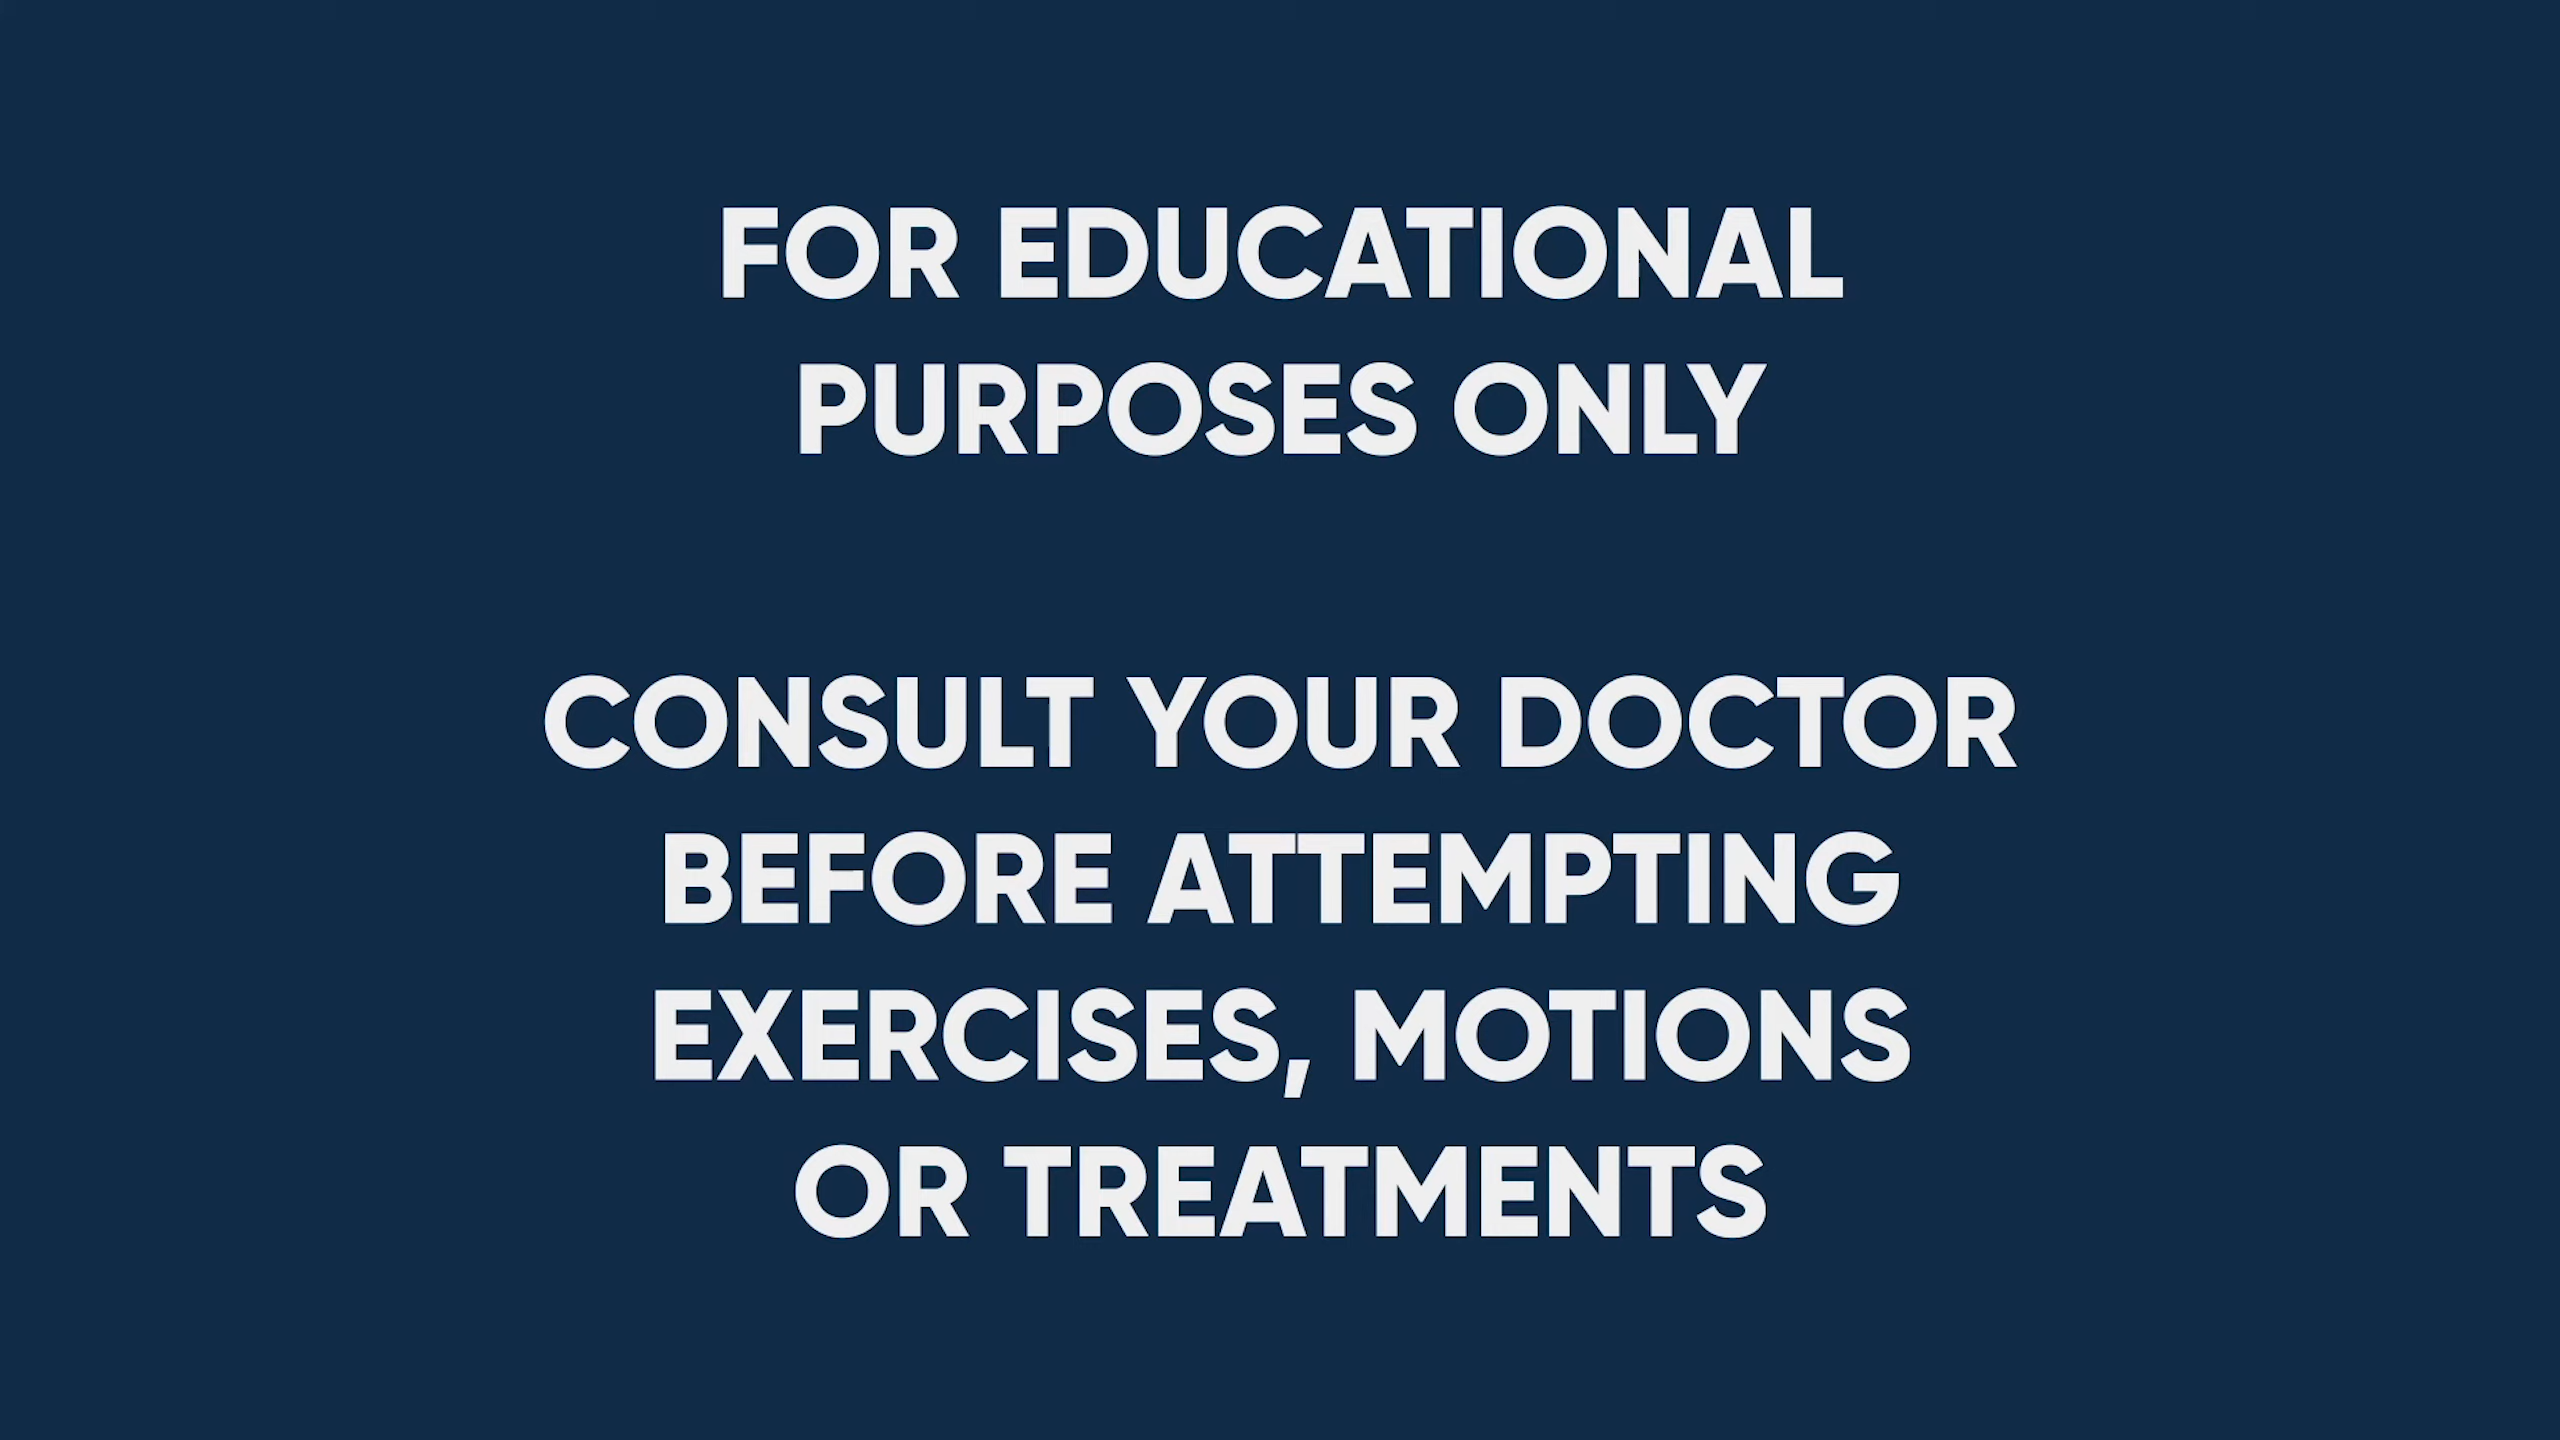 FOR EDUCATIONAL
PURPOSES ONLY
CONSULT YOUR DOCTOR
BEFORE ATTEMPTING
EXERCISES, MOTIONS
OR TREATMENTS